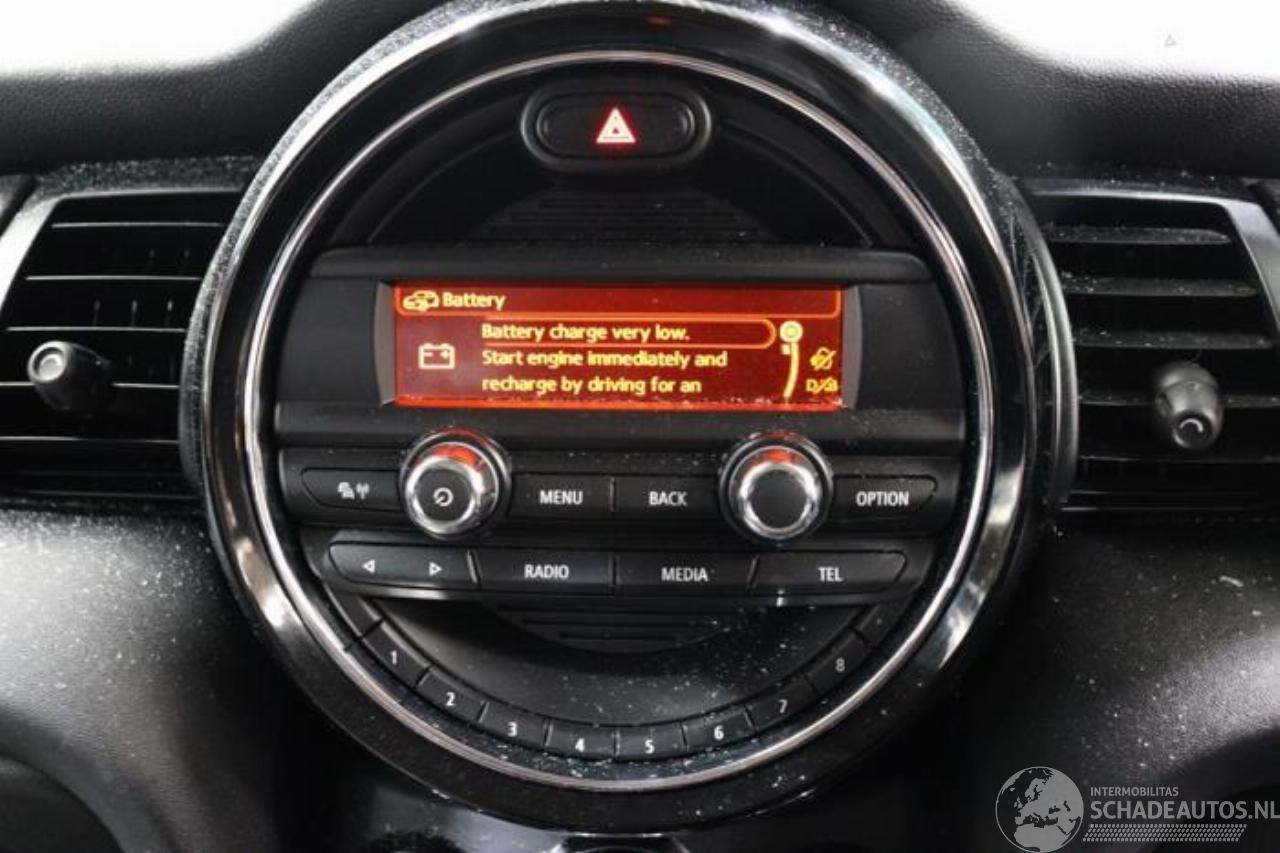 Battery
Battery charge very low.
Start engine immediately and
recharge by driving for an
MENU
BACK
OPTION
RADIO
MEDIA
TEL
1
2
3
4
5
6
7
8
INTERMOBILITAS
SCHADEAUTOS.NL